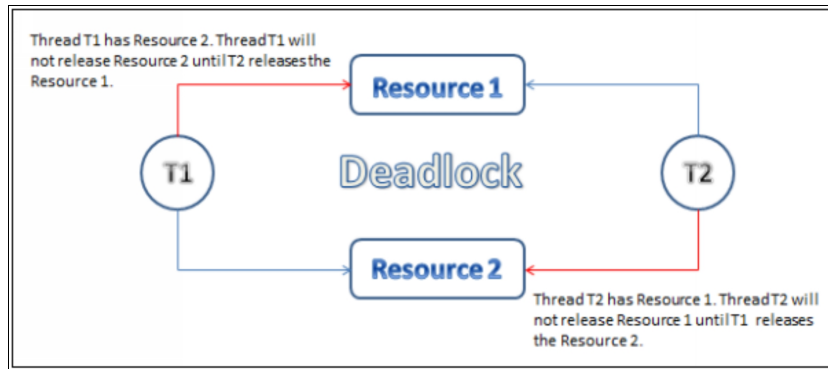 Thread T1 has Resource 2. Thread T1 will
not release Resource 2 until T2 releases the
Resource 1.
Resource 1
T1
Deadlock
T2
Resource 2
Thread T2 has Resource 1. Thread T2 will
not release Resource 1 until T1 releases
the Resource 2.